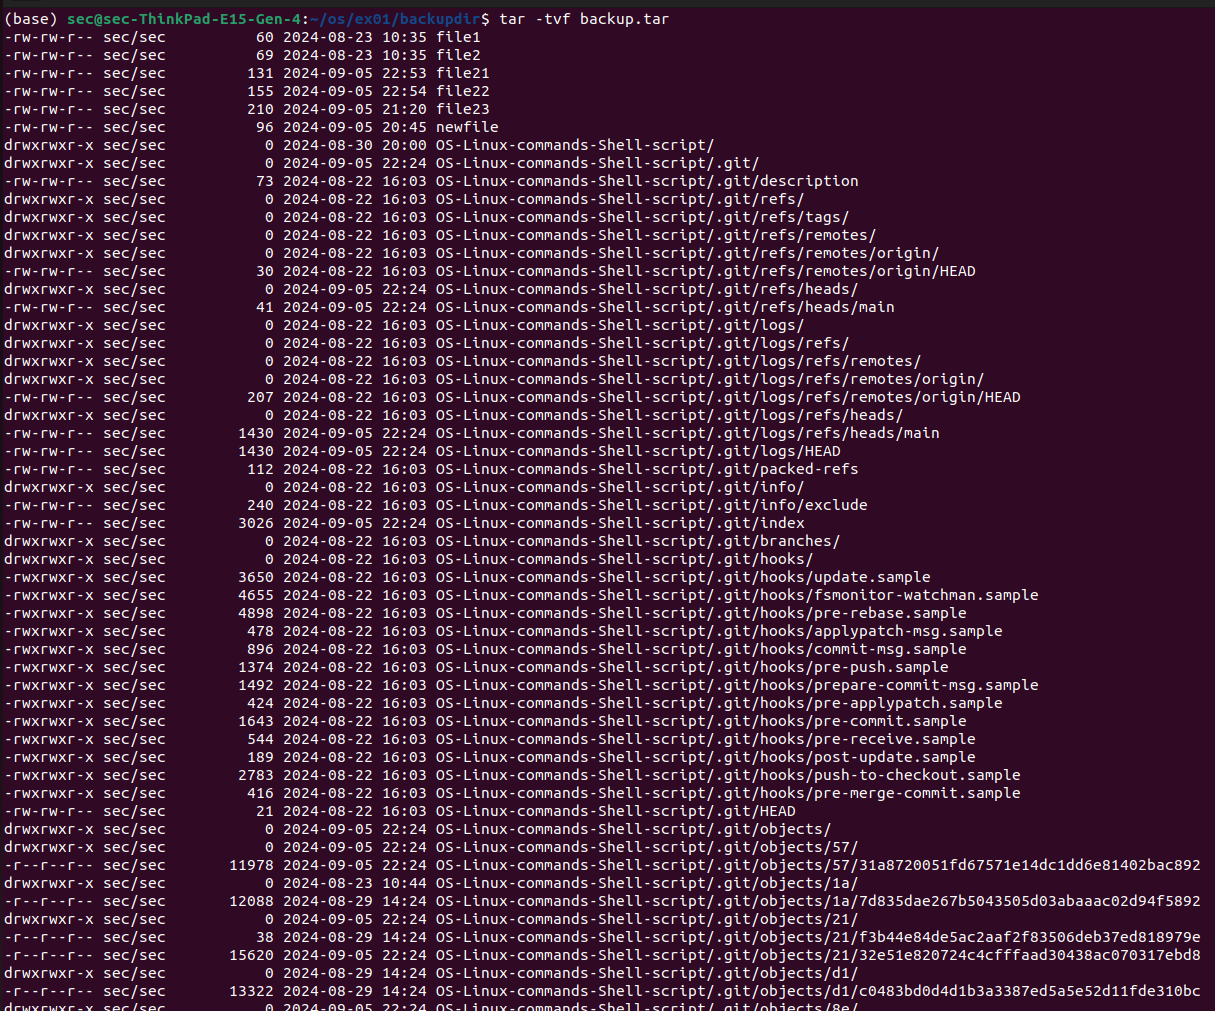 (base) sec@sec-ThinkPad-E15-Gen-4:~/os/ex01/backupdir$ tar -tvf backup.tar
-rw-rw-r-- sec/sec 60 2024-08-23 10:35 file1
-rw-rw-r-- sec/sec 69 2024-08-23 10:35 file2
-rw-rw-r-- sec/sec 131 2024-09-05 22:53 file21
-rw-rw-r-- sec/sec 155 2024-09-05 22:54 file22
-rw-rw-r-- sec/sec 210 2024-09-05 21:20 file23
-rw-rw-r-- sec/sec 96 2024-09-05 20:45 newfile
drwxrwxr-x sec/sec 0 2024-08-30 20:00 OS-Linux-commands-Shell-script/
drwxrwxr-x sec/sec 0 2024-09-05 22:24 OS-Linux-commands-Shell-script/.git/
-rw-rw-r-- sec/sec 73 2024-08-22 16:03 OS-Linux-commands-Shell-script/.git/description
drwxrwxr-x sec/sec 0 2024-08-22 16:03 OS-Linux-commands-Shell-script/.git/refs/
drwxrwxr-x sec/sec 0 2024-08-22 16:03 OS-Linux-commands-Shell-script/.git/refs/tags/
drwxrwxr-x sec/sec 0 2024-08-22 16:03 OS-Linux-commands-Shell-script/.git/refs/remotes/
drwxrwxr-x sec/sec 0 2024-08-22 16:03 OS-Linux-commands-Shell-script/.git/refs/remotes/origin/
-rw-rw-r-- sec/sec 30 2024-08-22 16:03 OS-Linux-commands-Shell-script/.git/refs/remotes/origin/HEAD
drwxrwxr-x sec/sec 0 2024-09-05 22:24 OS-Linux-commands-Shell-script/.git/refs/heads/
-rw-rw-r-- sec/sec 41 2024-09-05 22:24 OS-Linux-commands-Shell-script/.git/refs/heads/main
drwxrwxr-x sec/sec 0 2024-08-22 16:03 OS-Linux-commands-Shell-script/.git/logs/
drwxrwxr-x sec/sec 0 2024-08-22 16:03 OS-Linux-commands-Shell-script/.git/logs/refs/
drwxrwxr-x sec/sec 0 2024-08-22 16:03 OS-Linux-commands-Shell-script/.git/logs/refs/remotes/
drwxrwxr-x sec/sec 0 2024-08-22 16:03 OS-Linux-commands-Shell-script/.git/logs/refs/remotes/origin/
-rw-rw-r-- sec/sec 207 2024-08-22 16:03 OS-Linux-commands-Shell-script/.git/logs/refs/remotes/origin/HEAD
drwxrwxr-x sec/sec 0 2024-08-22 16:03 OS-Linux-commands-Shell-script/.git/logs/refs/heads/
-rw-rw-r-- sec/sec 1430 2024-09-05 22:24 OS-Linux-commands-Shell-script/.git/logs/refs/heads/main
-rw-rw-r-- sec/sec 1430 2024-09-05 22:24 OS-Linux-commands-Shell-script/.git/logs/HEAD
-rw-rw-r-- sec/sec 112 2024-08-22 16:03 OS-Linux-commands-Shell-script/.git/packed-refs
drwxrwxr-x sec/sec 0 2024-08-22 16:03 OS-Linux-commands-Shell-script/.git/info/
-rw-rw-r-- sec/sec 240 2024-08-22 16:03 OS-Linux-commands-Shell-script/.git/info/exclude
-rw-rw-r-- sec/sec 3026 2024-09-05 22:24 OS-Linux-commands-Shell-script/.git/index
drwxrwxr-x sec/sec 0 2024-08-22 16:03 OS-Linux-commands-Shell-script/.git/branches/
drwxrwxr-x sec/sec 0 2024-08-22 16:03 OS-Linux-commands-Shell-script/.git/hooks/
-rwxrwxr-x sec/sec 3650 2024-08-22 16:03 OS-Linux-commands-Shell-script/.git/hooks/update.sample
-rwxrwxr-x sec/sec 4655 2024-08-22 16:03 OS-Linux-commands-Shell-script/.git/hooks/fsmonitor-watchman.sample
-rwxrwxr-x sec/sec 4898 2024-08-22 16:03 OS-Linux-commands-Shell-script/.git/hooks/pre-rebase.sample
-rwxrwxr-x sec/sec 478 2024-08-22 16:03 OS-Linux-commands-Shell-script/.git/hooks/applypatch-msg.sample
-rwxrwxr-x sec/sec 896 2024-08-22 16:03 OS-Linux-commands-Shell-script/.git/hooks/commit-msg.sample
-rwxrwxr-x sec/sec 1374 2024-08-22 16:03 OS-Linux-commands-Shell-script/.git/hooks/pre-push.sample
-rwxrwxr-x sec/sec 1492 2024-08-22 16:03 OS-Linux-commands-Shell-script/.git/hooks/prepare-commit-msg.sample
-rwxrwxr-x sec/sec 424 2024-08-22 16:03 OS-Linux-commands-Shell-script/.git/hooks/pre-applypatch.sample
-rwxrwxr-x sec/sec 1643 2024-08-22 16:03 OS-Linux-commands-Shell-script/.git/hooks/pre-commit.sample
-rwxrwxr-x sec/sec 544 2024-08-22 16:03 OS-Linux-commands-Shell-script/.git/hooks/pre-receive.sample
-rwxrwxr-x sec/sec 189 2024-08-22 16:03 OS-Linux-commands-Shell-script/.git/hooks/post-update.sample
-rwxrwxr-x sec/sec 2783 2024-08-22 16:03 OS-Linux-commands-Shell-script/.git/hooks/push-to-checkout.sample
-rwxrwxr-x sec/sec 416 2024-08-22 16:03 OS-Linux-commands-Shell-script/.git/hooks/pre-merge-commit.sample
-rw-rw-r-- sec/sec 21 2024-08-22 16:03 OS-Linux-commands-Shell-script/.git/HEAD
drwxrwxr-x sec/sec 0 2024-09-05 22:24 OS-Linux-commands-Shell-script/.git/objects/
drwxrwxr-x sec/sec 0 2024-09-05 22:24 OS-Linux-commands-Shell-script/.git/objects/57/
-r--r--r-- sec/sec 11978 2024-09-05 22:24 OS-Linux-commands-Shell-script/.git/objects/57/31a8720051fd67571e14dc1dd6e81402bac892
drwxrwxr-x sec/sec 0 2024-08-23 10:44 OS-Linux-commands-Shell-script/.git/objects/1a/
-r--r--r-- sec/sec 12088 2024-08-29 14:24 OS-Linux-commands-Shell-script/.git/objects/1a/7d835dae267b5043505d03abaaac02d94f5892
drwxrwxr-x sec/sec 0 2024-09-05 22:24 OS-Linux-commands-Shell-script/.git/objects/21/
-r--r--r-- sec/sec 38 2024-08-29 14:24 OS-Linux-commands-Shell-script/.git/objects/21/f3b44e84de5ac2aaf2f83506deb37ed818979e
-r--r--r-- sec/sec 15620 2024-09-05 22:24 OS-Linux-commands-Shell-script/.git/objects/21/32e51e820724c4cfffaad30438ac070317ebd8
drwxrwxr-x sec/sec 0 2024-08-29 14:24 OS-Linux-commands-Shell-script/.git/objects/d1/
-r--r--r-- sec/sec 13322 2024-08-29 14:24 OS-Linux-commands-Shell-script/.git/objects/d1/c0483bd0d4d1b3a3387ed5a5e52d11fde310bc
drwxrwxr-x sec/sec 0 2024-09-05 22:24 OS-Linux-commands-Shell-script/.git/objects/8e/